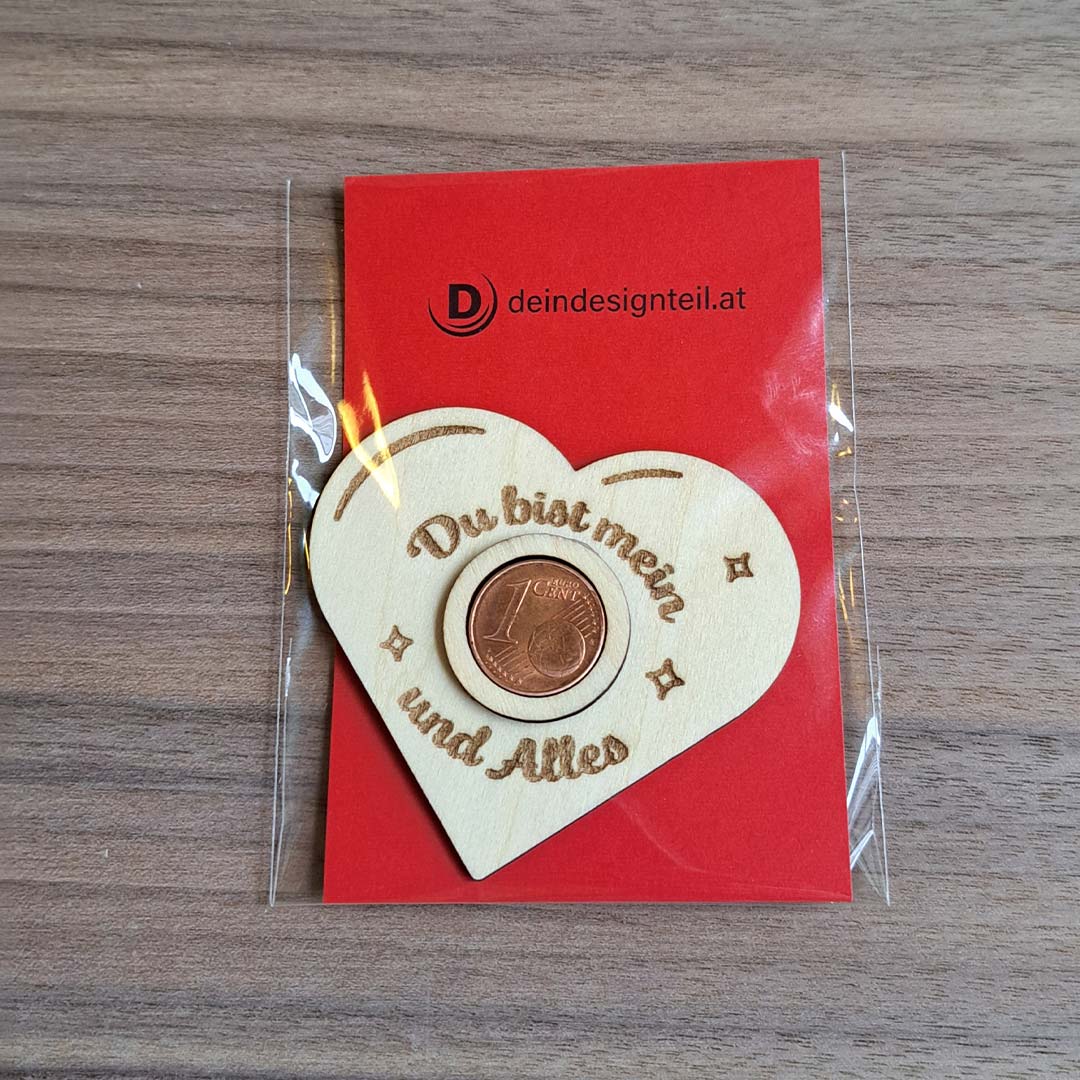 D deindesignteil.at
Du bist mein
1 EURO
CENT
und Alles